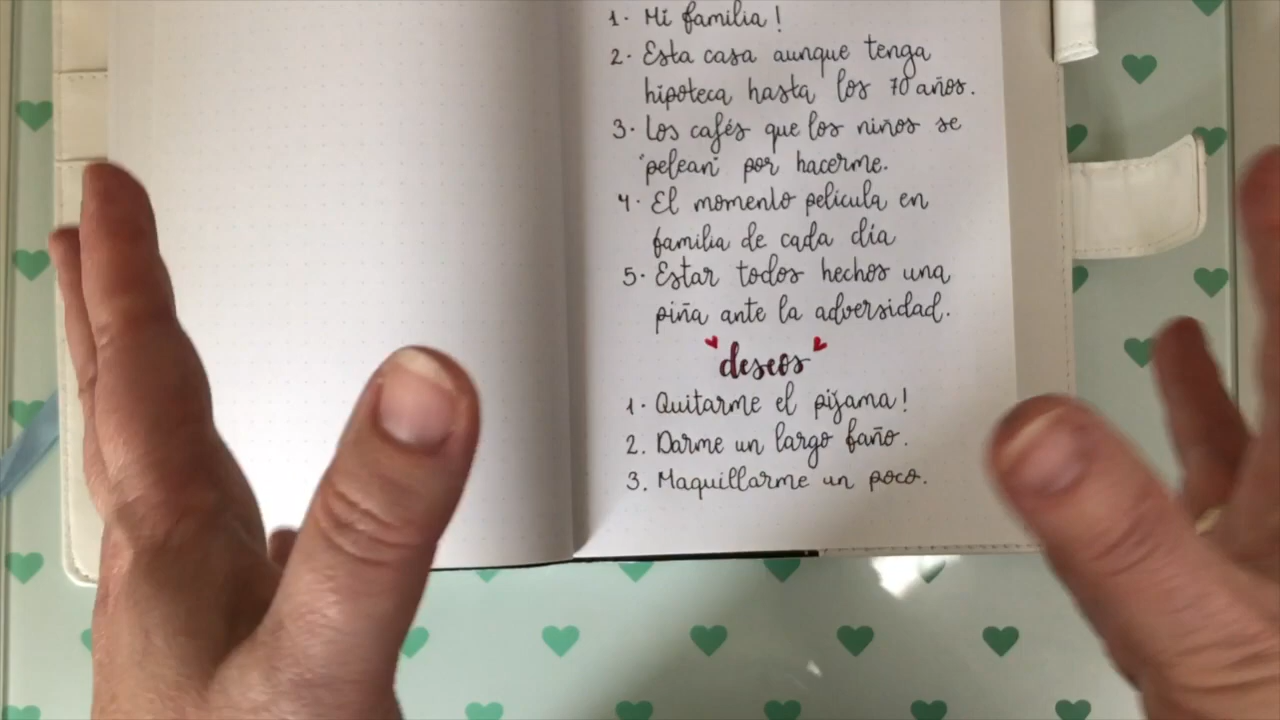 1. Mi familia!
2. Esta casa aunque tenga
hipoteca hasta los 70 años.
3. Los cafés que los niños se
"pelean" por hacerme.
4. El momento película en
familia de cada día
5. Estar todos hechos una
piña ante la adversidad.
deseos
1. Quitarme el pijama!
2. Darme un largo baño.
3. Maquillarme un poco.